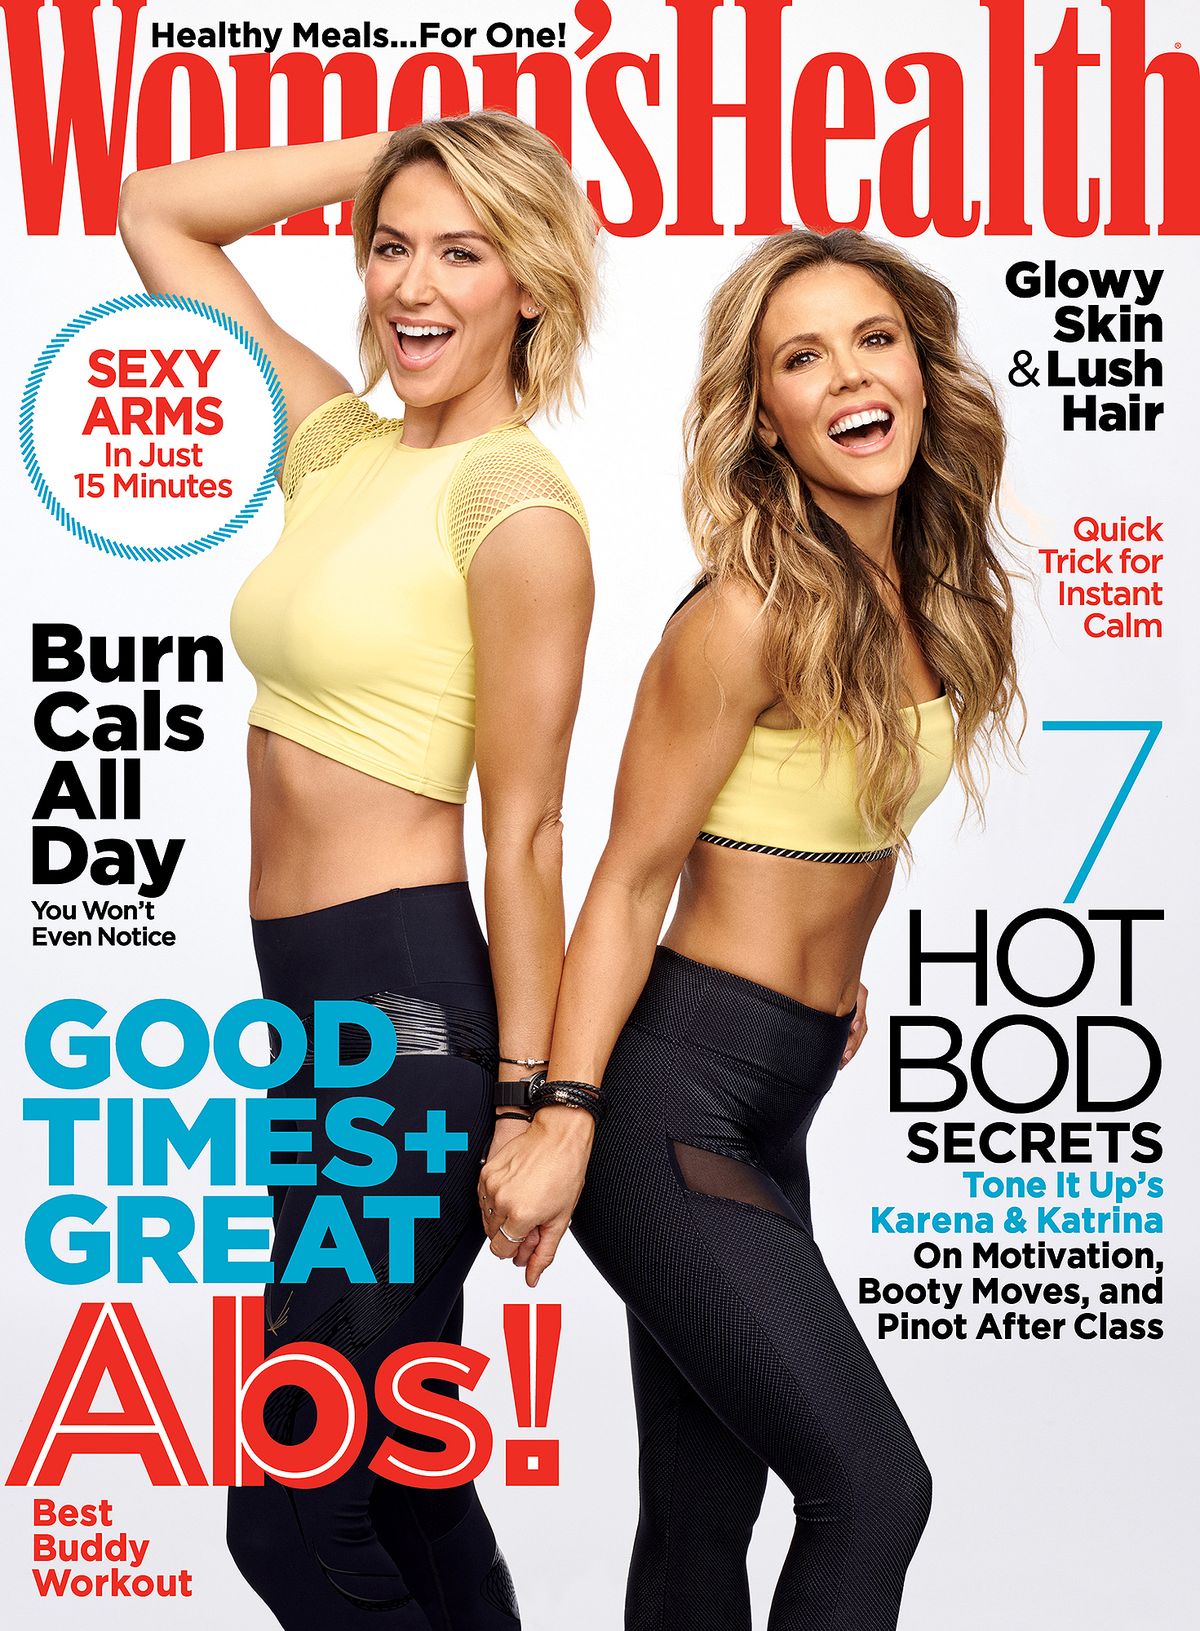 Healthy Meals...For One!
Women'sHealth®
SEXY
ARMS
In Just
15 Minutes
Burn
Cals
All
Day
You Won't
Even Notice
GOOD
TIMES+
GREAT
Abs!
Best
Buddy
Workout
Glowy
Skin
& Lush
Hair
Quick
Trick for
Instant
Calm
7
HOT
BOD
SECRETS
Tone It Up's
Karena & Katrina
On Motivation,
Booty Moves, and
Pinot After Class